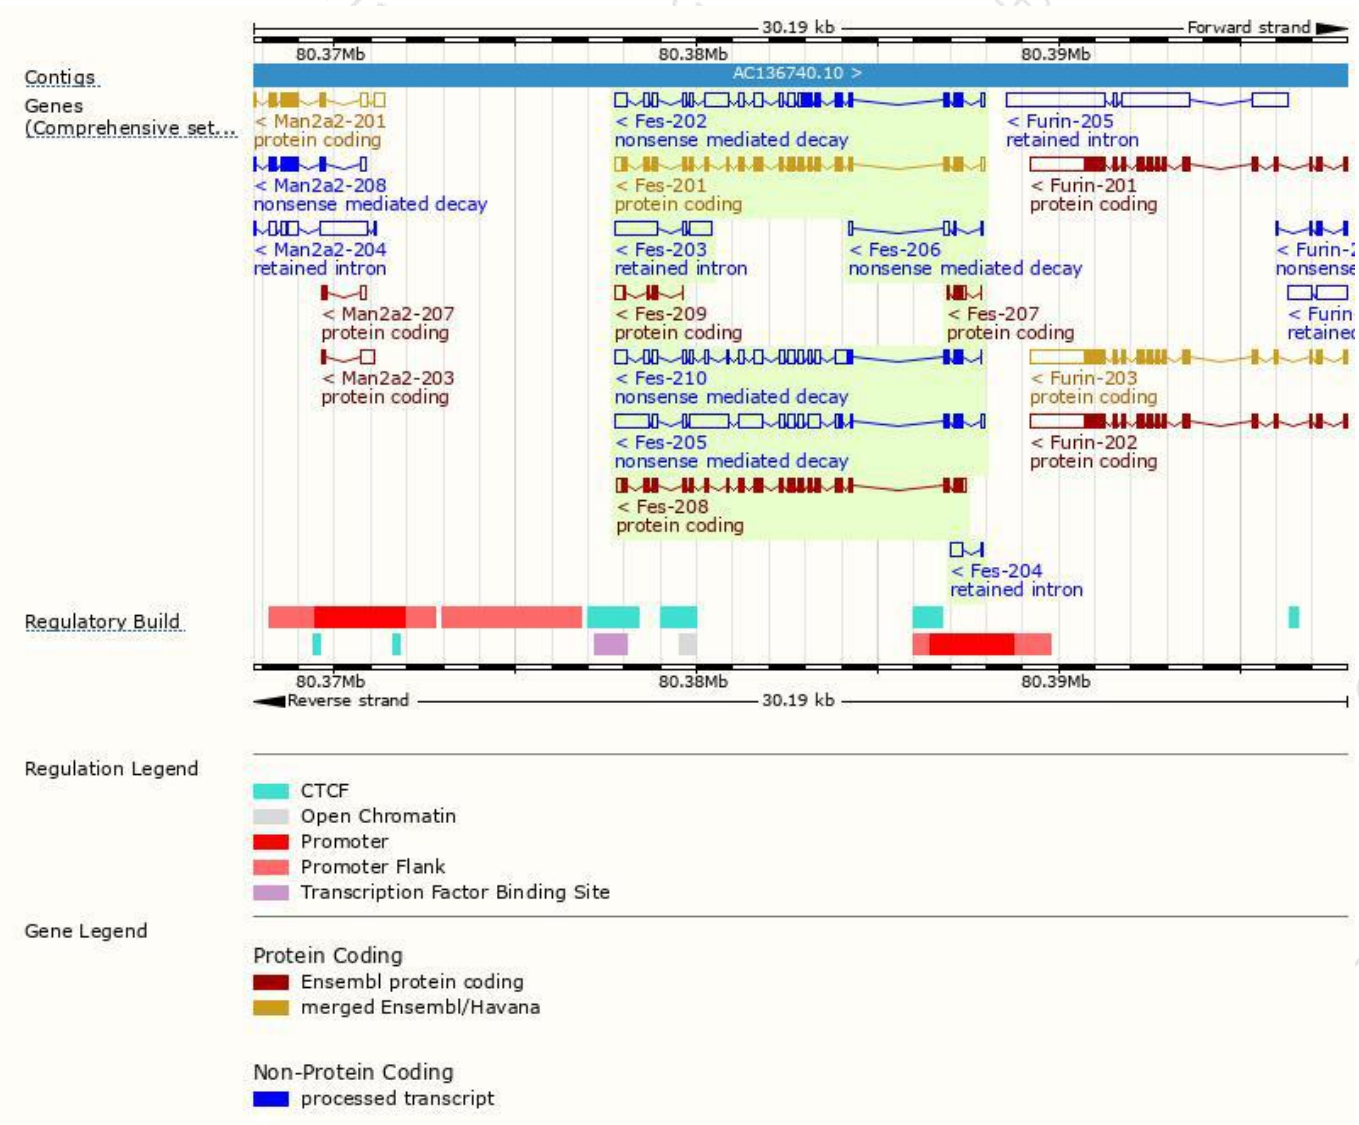 30.19 kb Forward strand
80.37Mb 80.38Mb 80.39Mb
Contigs AC136740.10 >
Genes
(Comprehensive set...
< Man2a2-201 < Fes-202 < Furin-205
protein coding nonsense mediated decay retained intron
< Man2a2-208 < Fes-201 < Furin-201
nonsense mediated decay protein coding protein coding
< Man2a2-204 < Fes-203 < Fes-206 < Furin-2
retained intron retained intron nonsense mediated decay nonsense
< Man2a2-207 < Fes-209 < Fes-207 < Furin
protein coding protein coding protein coding retained
< Man2a2-203 < Fes-210 < Furin-203
protein coding nonsense mediated decay protein coding
< Fes-205 < Furin-202
nonsense mediated decay protein coding
< Fes-208
protein coding
< Fes-204
retained intron
Regulatory Build
80.37Mb 80.38Mb 80.39Mb
Reverse strand 30.19 kb
Regulation Legend
CTCF
Open Chromatin
Promoter
Promoter Flank
Transcription Factor Binding Site
Gene Legend
Protein Coding
Ensembl protein coding
merged Ensembl/Havana
Non-Protein Coding
processed transcript